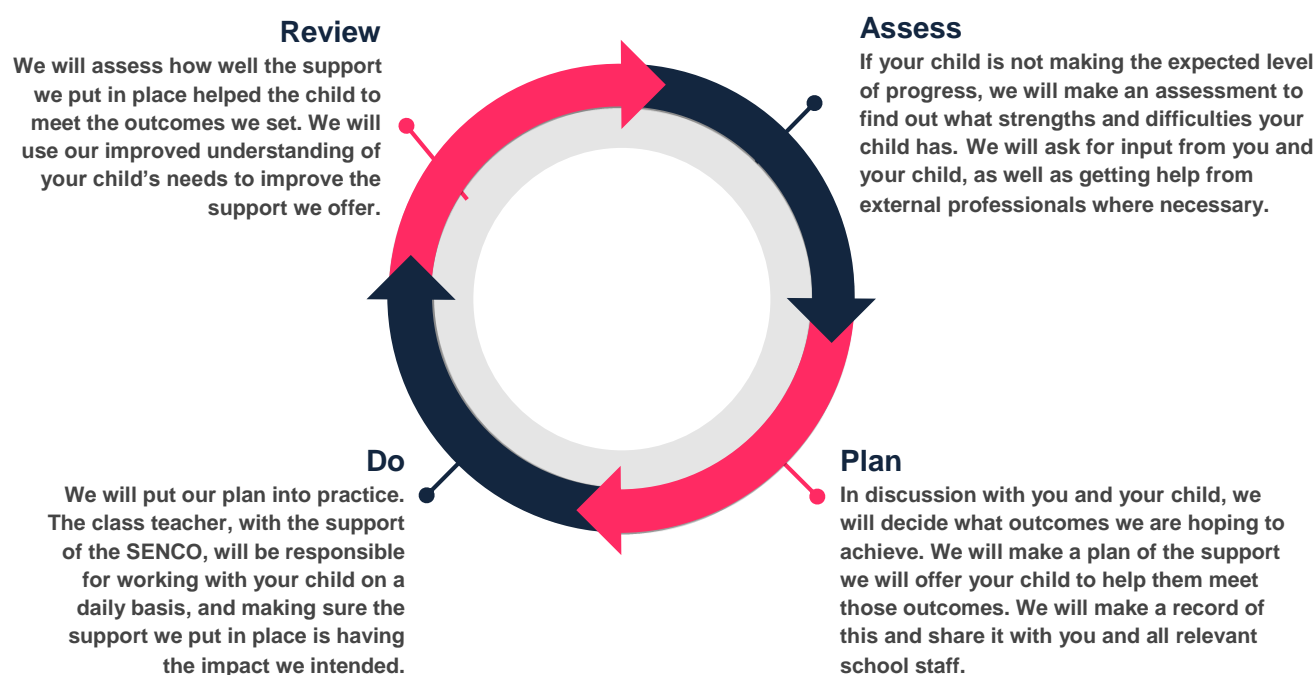 Review
We will assess how well the support
we put in place helped the child to
meet the outcomes we set. We will
use our improved understanding of
your child’s needs to improve the
support we offer.
Assess
If your child is not making the expected level
of progress, we will make an assessment to
find out what strengths and difficulties your
child has. We will ask for input from you and
your child, as well as getting help from
external professionals where necessary.
Do
We will put our plan into practice.
The class teacher, with the support
of the SENCO, will be responsible
for working with your child on a
daily basis, and making sure the
support we put in place is having
the impact we intended.
Plan
In discussion with you and your child, we
will decide what outcomes we are hoping to
achieve. We will make a plan of the support
we will offer your child to help them meet
those outcomes. We will make a record of
this and share it with you and all relevant
school staff.